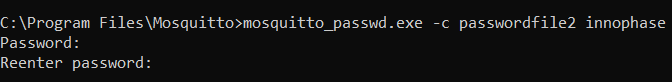 C:\Program Files\Mosquitto>mosquitto_passwd.exe -c passwordfile2 innophase
Password:
Reenter password: